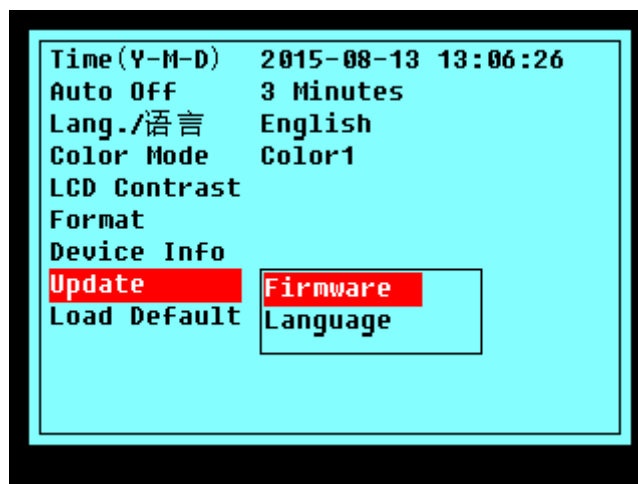 Time(Y-M-D) 2015-08-13 13:06:26
Auto Off 3 Minutes
Lang./语言 English
Color Mode Color1
LCD Contrast
Format
Device Info
Update Firmware
Load Default Language